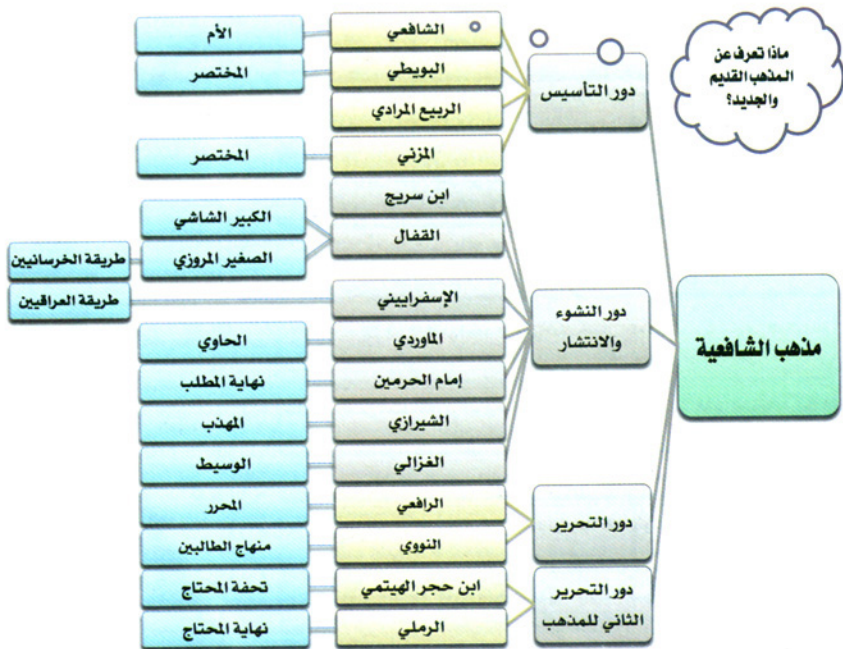 ماذا تعرف عن
المذهب القديم
والجديد؟
مذهب الشافعية
دور التأسيس
الشافعي
الأم
البويطي
المختصر
الربيع المرادي
المزني
المختصر
دور النشوء
والانتشار
ابن سريج
القفال
الكبير الشاشي
الصغير المروزي
طريقة الخرسانيين
الإسفراييني
طريقة العراقيين
الماوردي
الحاوي
إمام الحرمين
نهاية المطلب
الشيرازي
المهذب
الغزالي
الوسيط
دور التحرير
الرافعي
المحرر
النووي
منهاج الطالبين
دور التحرير
الثاني للمذهب
ابن حجر الهيتمي
تحفة المحتاج
الرملي
نهاية المحتاج